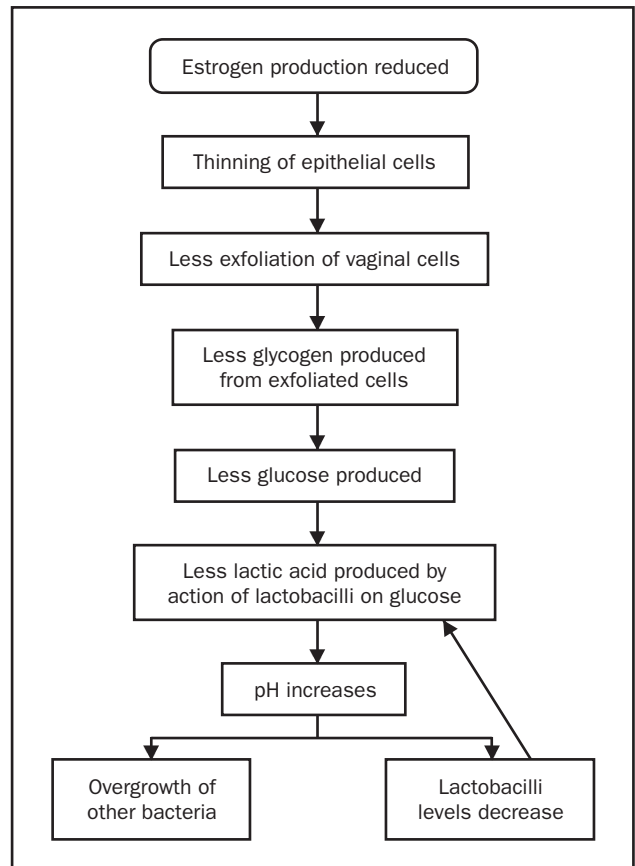 Estrogen production reduced
Thinning of epithelial cells
Less exfoliation of vaginal cells
Less glycogen produced
from exfoliated cells
Less glucose produced
Less lactic acid produced by
action of lactobacilli on glucose
pH increases
Overgrowth of
other bacteria
Lactobacilli
levels decrease